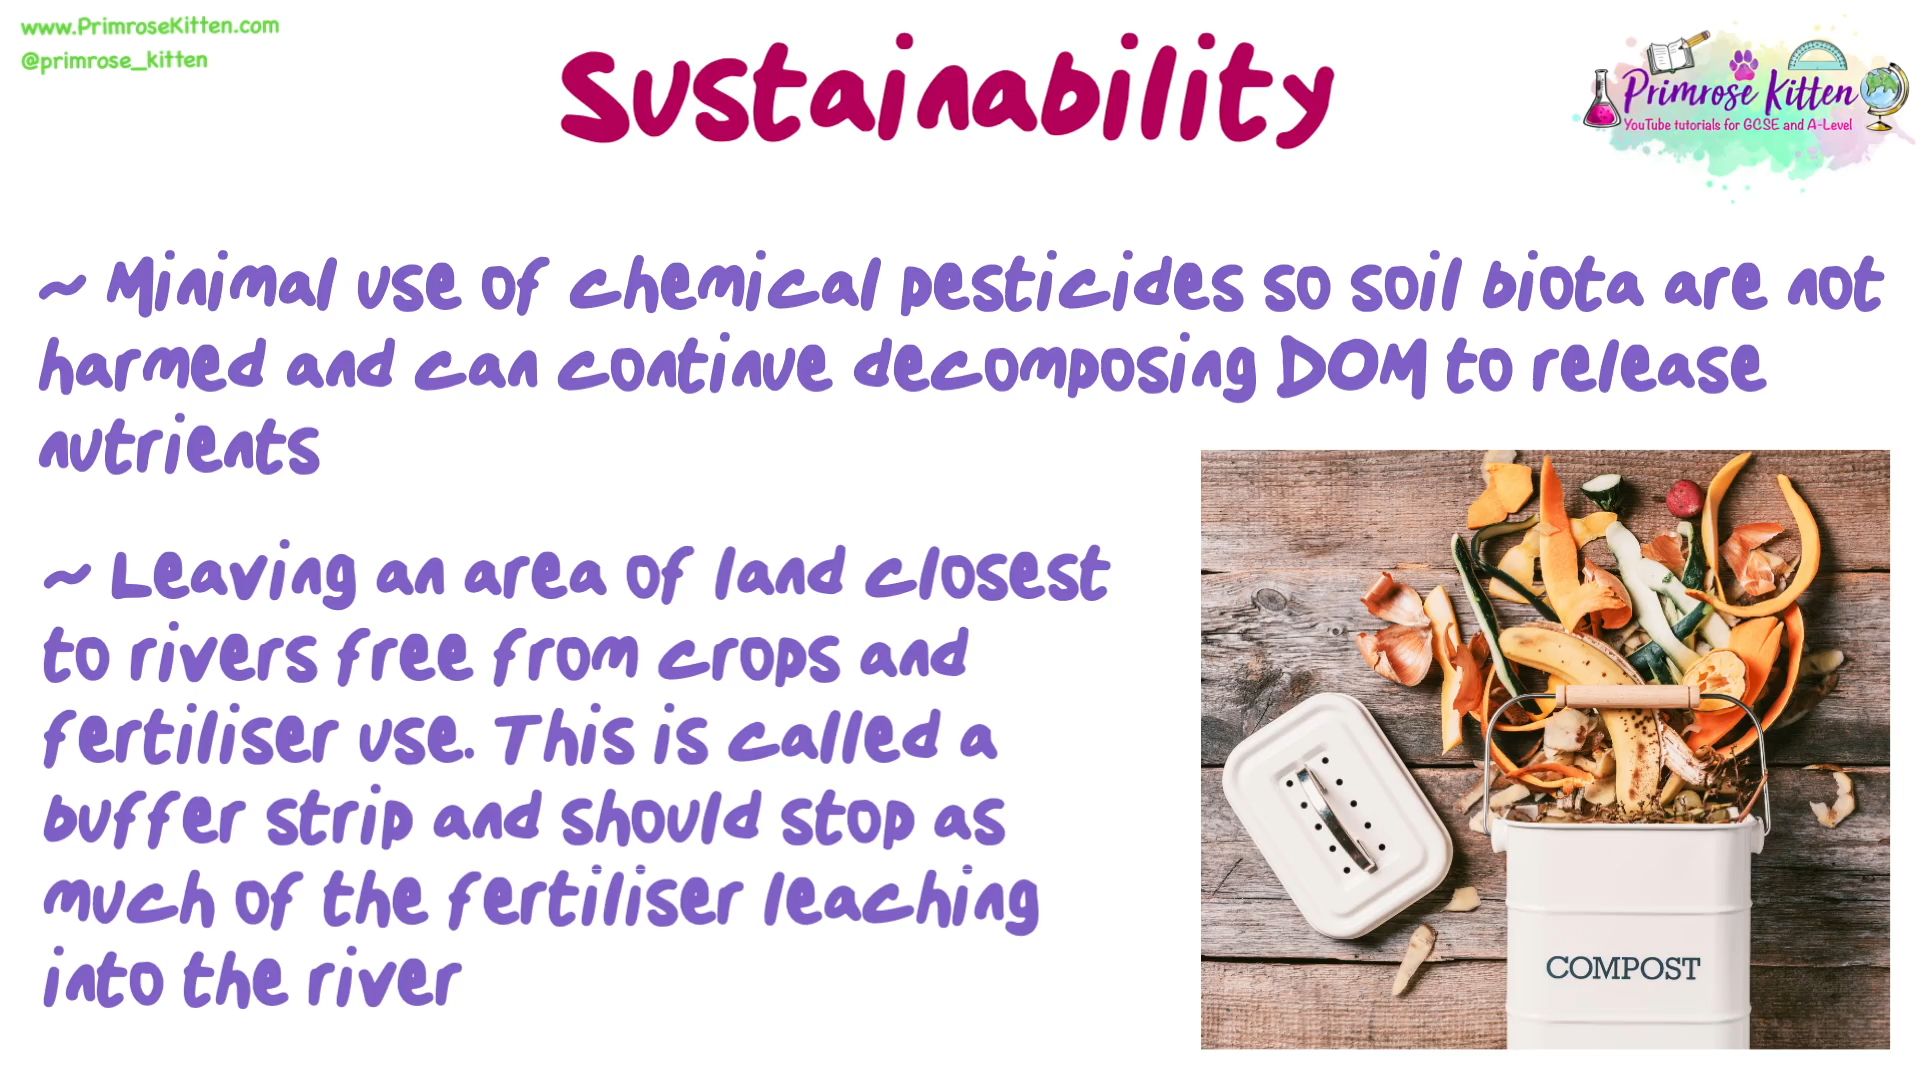 www.PrimroseKitten.com
@primrose_kitten
Sustainability
Primrose Kitten
YouTube tutorials for GCSE and A-Level
~ Minimal use of chemical pesticides so soil biota are not
harmed and can continue decomposing DOM to release
nutrients
~ Leaving an area of land closest
to rivers free from crops and
fertiliser use. This is called a
buffer strip and should stop as
much of the fertiliser leaching
into the river
COMPOST